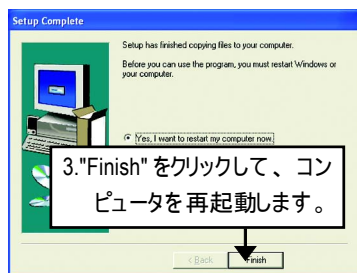 Setup Complete
Setup has finished copying files to your computer.
Before you can use the program, you must restart Windows or
your computer.
Yes, I want to restart my computer now.
3."Finish" をクリックして、コン
ピュータを再起動します。
< Back
Finish